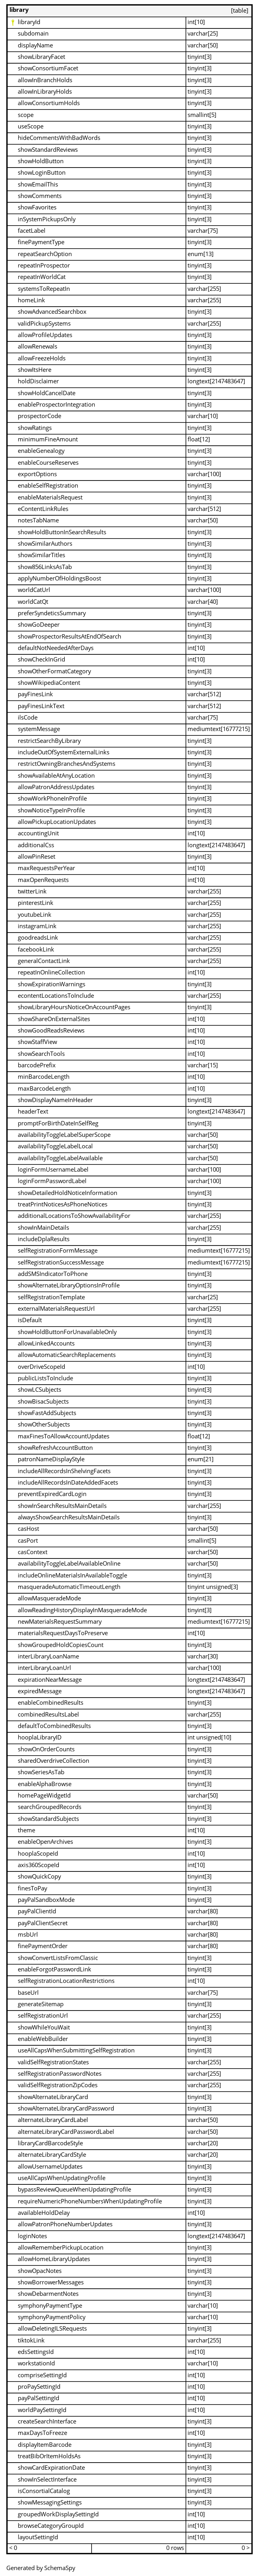 library [table]
libraryId int[10]
subdomain varchar[25]
displayName varchar[50]
showLibraryFacet tinyint[3]
showConsortiumFacet tinyint[3]
allowInBranchHolds tinyint[3]
allowInLibraryHolds tinyint[3]
allowConsortiumHolds tinyint[3]
scope smallint[5]
useScope tinyint[3]
hideCommentsWithBadWords tinyint[3]
showStandardReviews tinyint[3]
showHoldButton tinyint[3]
showLoginButton tinyint[3]
showEmailThis tinyint[3]
showComments tinyint[3]
showFavorites tinyint[3]
inSystemPickupsOnly tinyint[3]
facetLabel varchar[75]
finePaymentType tinyint[3]
repeatSearchOption enum[13]
repeatInProspector tinyint[3]
repeatInWorldCat tinyint[3]
systemsToRepeatIn varchar[255]
homeLink varchar[255]
showAdvancedSearchbox tinyint[3]
validPickupSystems varchar[255]
allowProfileUpdates tinyint[3]
allowRenewals tinyint[3]
allowFreezeHolds tinyint[3]
showItsHere tinyint[3]
holdDisclaimer longtext[2147483647]
showHoldCancelDate tinyint[3]
enableProspectorIntegration tinyint[3]
prospectorCode varchar[10]
showRatings tinyint[3]
minimumFineAmount float[12]
enableGenealogy tinyint[3]
enableCourseReserves tinyint[3]
exportOptions varchar[100]
enableSelfRegistration tinyint[3]
enableMaterialsRequest tinyint[3]
eContentLinkRules varchar[512]
notesTabName varchar[50]
showHoldButtonInSearchResults tinyint[3]
showSimilarAuthors tinyint[3]
showSimilarTitles tinyint[3]
show856LinksAsTab tinyint[3]
applyNumberOfHoldingsBoost tinyint[3]
worldCatUrl varchar[100]
worldCatQt varchar[40]
preferSyndeticsSummary tinyint[3]
showGoDeeper tinyint[3]
showProspectorResultsAtEndOfSearch tinyint[3]
defaultNotNeededAfterDays int[10]
showCheckInGrid int[10]
showOtherFormatCategory tinyint[3]
showWikipediaContent tinyint[3]
payFinesLink varchar[512]
payFinesLinkText varchar[512]
ilsCode varchar[75]
systemMessage mediumtext[16777215]
restrictSearchByLibrary tinyint[3]
includeOutOfSystemExternalLinks tinyint[3]
restrictOwningBranchesAndSystems tinyint[3]
showAvailableAtAnyLocation tinyint[3]
allowPatronAddressUpdates tinyint[3]
showWorkPhoneInProfile tinyint[3]
showNoticeTypeInProfile tinyint[3]
allowPickupLocationUpdates tinyint[3]
accountingUnit int[10]
additionalCss longtext[2147483647]
allowPinReset tinyint[3]
maxRequestsPerYear int[10]
maxOpenRequests int[10]
twitterLink varchar[255]
pinterestLink varchar[255]
youtubeLink varchar[255]
instagramLink varchar[255]
goodreadsLink varchar[255]
facebookLink varchar[255]
generalContactLink varchar[255]
repeatInOnlineCollection int[10]
showExpirationWarnings tinyint[3]
econtentLocationsToInclude varchar[255]
showLibraryHoursNoticeOnAccountPages tinyint[3]
showShareOnExternalSites int[10]
showGoodReadsReviews int[10]
showStaffView int[10]
showSearchTools int[10]
barcodePrefix varchar[15]
minBarcodeLength int[10]
maxBarcodeLength int[10]
showDisplayNameInHeader tinyint[3]
headerText longtext[2147483647]
promptForBirthDateInSelfReg tinyint[3]
availabilityToggleLabelSuperScope varchar[50]
availabilityToggleLabelLocal varchar[50]
availabilityToggleLabelAvailable varchar[50]
loginFormUsernameLabel varchar[100]
loginFormPasswordLabel varchar[100]
showDetailedHoldNoticeInformation tinyint[3]
treatPrintNoticesAsPhoneNotices tinyint[3]
additionalLocationsToShowAvailabilityFor varchar[255]
showInMainDetails varchar[255]
includeDplaResults tinyint[3]
selfRegistrationFormMessage mediumtext[16777215]
selfRegistrationSuccessMessage mediumtext[16777215]
addSMSIndicatorToPhone tinyint[3]
showAlternateLibraryOptionsInProfile tinyint[3]
selfRegistrationTemplate varchar[25]
externalMaterialsRequestUrl varchar[255]
isDefault tinyint[3]
showHoldButtonForUnavailableOnly tinyint[3]
allowLinkedAccounts tinyint[3]
allowAutomaticSearchReplacements tinyint[3]
overDriveScopeId int[10]
publicListsToInclude tinyint[3]
showLCSubjects tinyint[3]
showBisacSubjects tinyint[3]
showFastAddSubjects tinyint[3]
showOtherSubjects tinyint[3]
maxFinesToAllowAccountUpdates float[12]
showRefreshAccountButton tinyint[3]
patronNameDisplayStyle enum[21]
includeAllRecordsInShelvingFacets tinyint[3]
includeAllRecordsInDateAddedFacets tinyint[3]
preventExpiredCardLogin tinyint[3]
showInSearchResultsMainDetails varchar[255]
alwaysShowSearchResultsMainDetails tinyint[3]
casHost varchar[50]
casPort smallint[5]
casContext varchar[50]
availabilityToggleLabelAvailableOnline varchar[50]
includeOnlineMaterialsInAvailableToggle tinyint[3]
masqueradeAutomaticTimeoutLength tinyint unsigned[3]
allowMasqueradeMode tinyint[3]
allowReadingHistoryDisplayInMasqueradeMode tinyint[3]
newMaterialsRequestSummary mediumtext[16777215]
materialsRequestDaysToPreserve int[10]
showGroupedHoldCopiesCount tinyint[3]
interLibraryLoanName varchar[30]
interLibraryLoanUrl varchar[100]
expirationNearMessage longtext[2147483647]
expiredMessage longtext[2147483647]
enableCombinedResults tinyint[3]
combinedResultsLabel varchar[255]
defaultToCombinedResults tinyint[3]
hooplaLibraryID int unsigned[10]
showOnOrderCounts tinyint[3]
sharedOverdriveCollection tinyint[3]
showSeriesAsTab tinyint[3]
enableAlphaBrowse tinyint[3]
homePageWidgetId varchar[50]
searchGroupedRecords tinyint[3]
showStandardSubjects tinyint[3]
theme int[10]
enableOpenArchives tinyint[3]
hooplaScopeId int[10]
axis360ScopeId int[10]
showQuickCopy tinyint[3]
finesToPay tinyint[3]
payPalSandboxMode tinyint[3]
payPalClientId varchar[80]
payPalClientSecret varchar[80]
msbUrl varchar[80]
finePaymentOrder varchar[80]
showConvertListsFromClassic tinyint[3]
enableForgotPasswordLink tinyint[3]
selfRegistrationLocationRestrictions int[10]
baseUrl varchar[75]
generateSitemap tinyint[3]
selfRegistrationUrl varchar[255]
showWhileYouWait tinyint[3]
enableWebBuilder tinyint[3]
useAllCapsWhenSubmittingSelfRegistration tinyint[3]
validSelfRegistrationStates varchar[255]
selfRegistrationPasswordNotes varchar[255]
validSelfRegistrationZipCodes varchar[255]
showAlternateLibraryCard tinyint[3]
showAlternateLibraryCardPassword tinyint[3]
alternateLibraryCardLabel varchar[50]
alternateLibraryCardPasswordLabel varchar[50]
libraryCardBarcodeStyle varchar[20]
alternateLibraryCardStyle varchar[20]
allowUsernameUpdates tinyint[3]
useAllCapsWhenUpdatingProfile tinyint[3]
bypassReviewQueueWhenUpdatingProfile tinyint[3]
requireNumericPhoneNumbersWhenUpdatingProfile tinyint[3]
availableHoldDelay int[10]
allowPatronPhoneNumberUpdates tinyint[3]
loginNotes longtext[2147483647]
allowRememberPickupLocation tinyint[3]
allowHomeLibraryUpdates tinyint[3]
showOpacNotes tinyint[3]
showBorrowerMessages tinyint[3]
showDebarmentNotes tinyint[3]
symphonyPaymentType varchar[10]
symphonyPaymentPolicy varchar[10]
allowDeletingILSRequests tinyint[3]
tiktokLink varchar[255]
edsSettingsId int[10]
workstationId varchar[10]
compriseSettingId int[10]
proPaySettingId int[10]
payPalSettingId int[10]
worldPaySettingId int[10]
createSearchInterface tinyint[3]
maxDaysToFreeze int[10]
displayItemBarcode tinyint[3]
treatBibOrItemHoldsAs tinyint[3]
showCardExpirationDate tinyint[3]
showInSelectInterface tinyint[3]
isConsortialCatalog tinyint[3]
showMessagingSettings tinyint[3]
groupedWorkDisplaySettingId int[10]
browseCategoryGroupId int[10]
layoutSettingId int[10]
< 0 0 rows 0 >
Generated by SchemaSpy